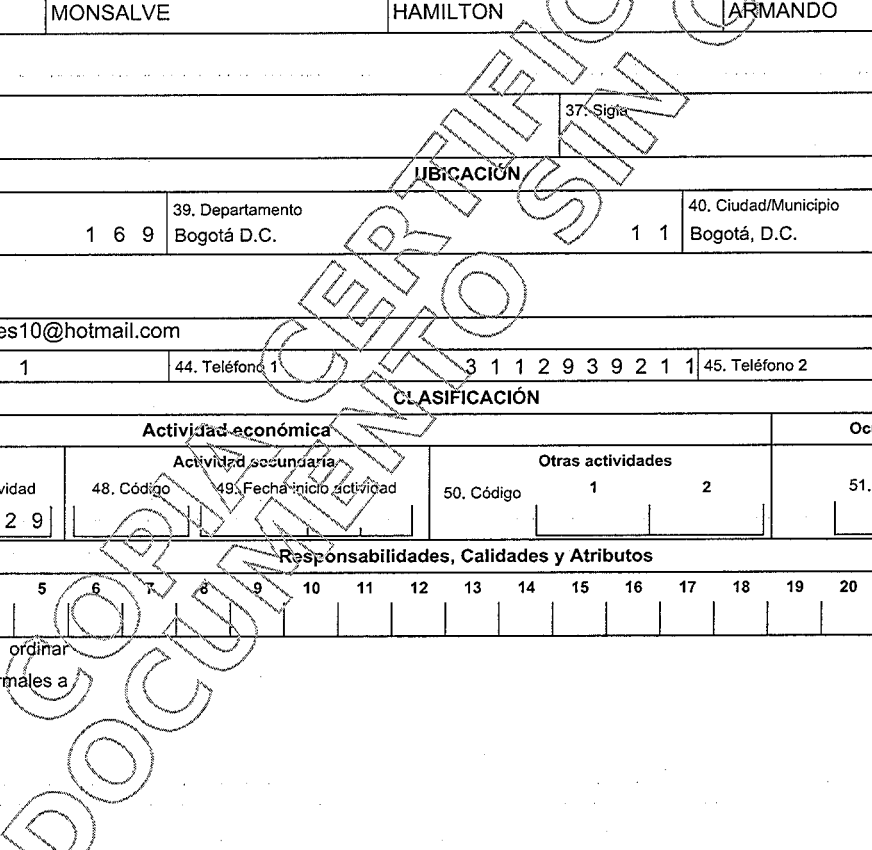 MONSALVE HAMILTON ARMANDO
37. Sigla
UBICACIÓN
39. Departamento 40. Ciudad/Municipio
1 6 9 Bogotá D.C. 1 1 Bogotá, D.C.
es10@hotmail.com
1 44. Teléfono 1 3 1 1 2 9 3 9 2 1 1 45. Teléfono 2
CLASIFICACIÓN
Actividad económica Oc
Actividad secundaria Otras actividades
vidad 48. Código 49. Fecha inicio actividad 50. Código 1 2 51.
2 9
Responsabilidades, Calidades y Atributos
5 6 7 8 9 10 11 12 13 14 15 16 17 18 19 20
ordinar
rmales a
COPIA CERTIFIC
DOCUMENTO SIN C